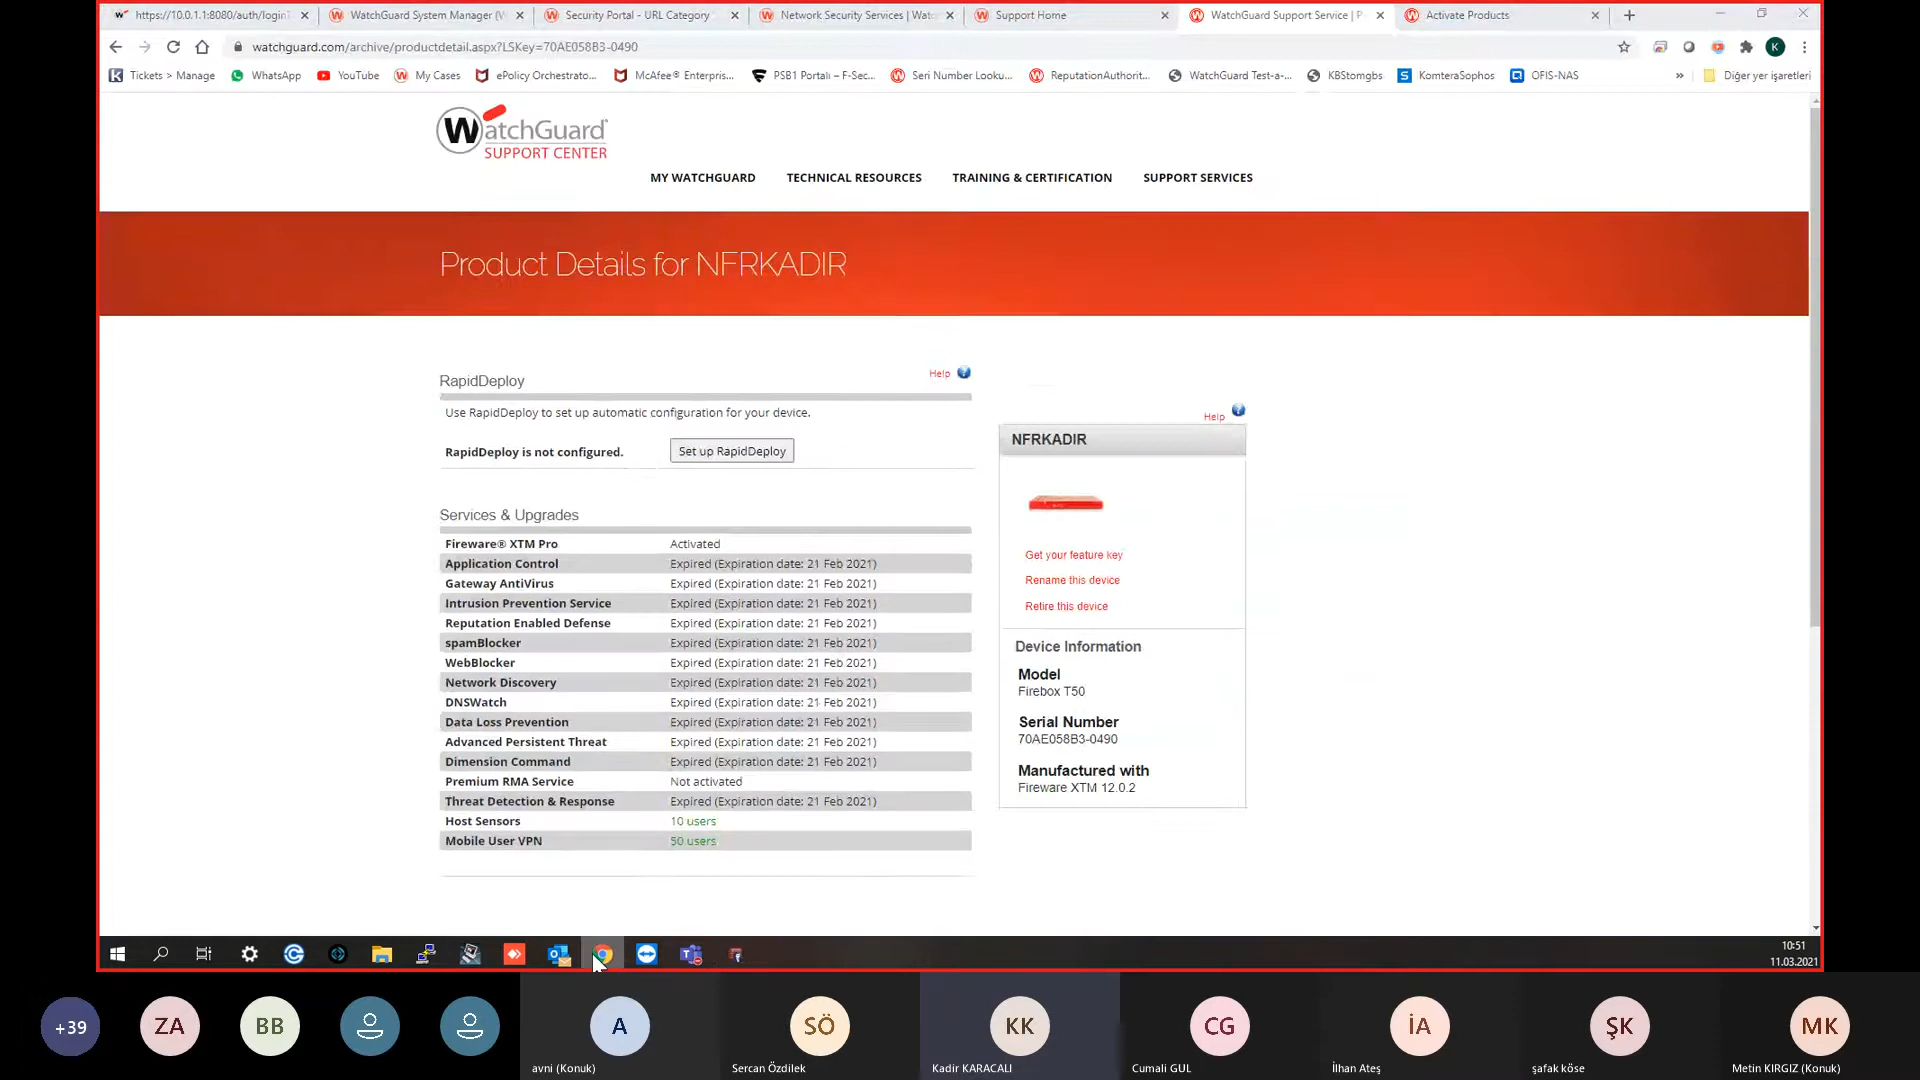 https://10.0.1.1:8080/auth/login
WatchGuard System Manager (V
Security Portal - URL Category
Network Security Services | Wat
Support Home
WatchGuard Support Service | P
Activate Products
watchguard.com/archive/productdetail.aspx?LSKey=70AE058B3-0490
K
Tickets > Manage
WhatsApp
YouTube
My Cases
ePolicy Orchestrato...
McAfee® Enterpris...
PSB1 Portalı – F-Sec...
Seri Number Looku...
ReputationAuthorit...
WatchGuard Test-a-...
KBStomgbs
KomteraSophos
OFIS-NAS
»
Diğer yer işaretleri
WatchGuard
SUPPORT CENTER
MY WATCHGUARD
TECHNICAL RESOURCES
TRAINING & CERTIFICATION
SUPPORT SERVICES
Product Details for NFRKADIR
RapidDeploy
Help
Use RapidDeploy to set up automatic configuration for your device.
RapidDeploy is not configured.
Set up RapidDeploy
Services & Upgrades
Fireware® XTM Pro Activated
Application Control Expired (Expiration date: 21 Feb 2021)
Gateway AntiVirus Expired (Expiration date: 21 Feb 2021)
Intrusion Prevention Service Expired (Expiration date: 21 Feb 2021)
Reputation Enabled Defense Expired (Expiration date: 21 Feb 2021)
spamBlocker Expired (Expiration date: 21 Feb 2021)
WebBlocker Expired (Expiration date: 21 Feb 2021)
Network Discovery Expired (Expiration date: 21 Feb 2021)
DNSWatch Expired (Expiration date: 21 Feb 2021)
Data Loss Prevention Expired (Expiration date: 21 Feb 2021)
Advanced Persistent Threat Expired (Expiration date: 21 Feb 2021)
Dimension Command Expired (Expiration date: 21 Feb 2021)
Premium RMA Service Not activated
Threat Detection & Response Expired (Expiration date: 21 Feb 2021)
Host Sensors 10 users
Mobile User VPN 50 users
Help
NFRKADIR
Get your feature key
Rename this device
Retire this device
Device Information
Model
Firebox T50
Serial Number
70AE058B3-0490
Manufactured with
Fireware XTM 12.0.2
10:51
11.03.2021
+39
ZA
BB
A
SÖ
KK
CG
İA
ŞK
MK
avni (Konuk)
Sercan Özdilek
Kadir KARACALI
Cumali GUL
İlhan Ateş
şafak köse
Metin KIRGIZ (Konuk)